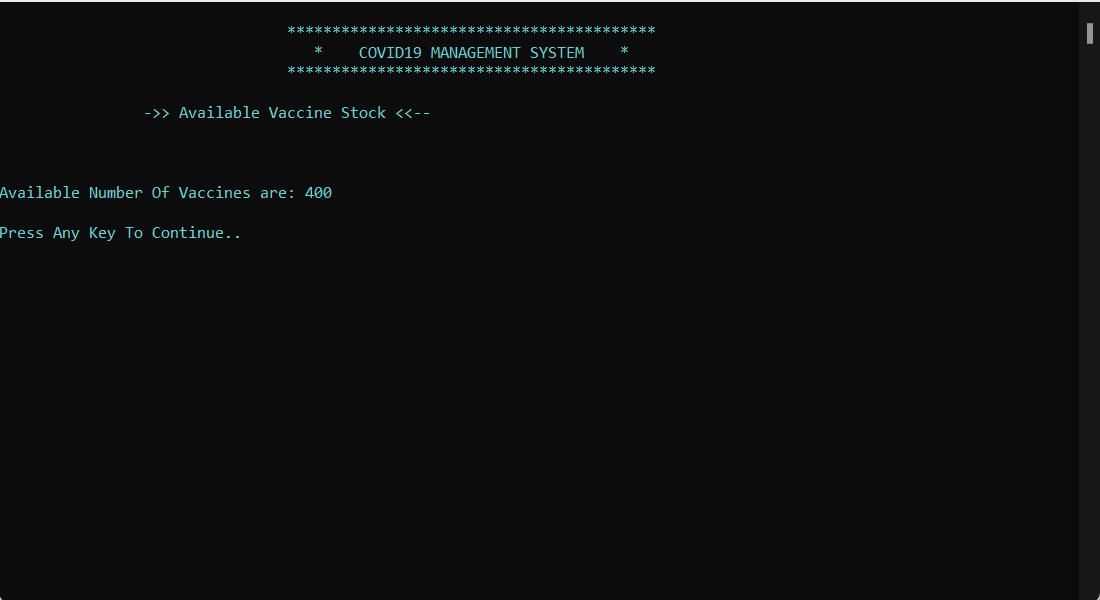 *****************************************
*    COVID19 MANAGEMENT SYSTEM    *
*****************************************
->> Available Vaccine Stock <<--
Available Number Of Vaccines are: 400
Press Any Key To Continue..